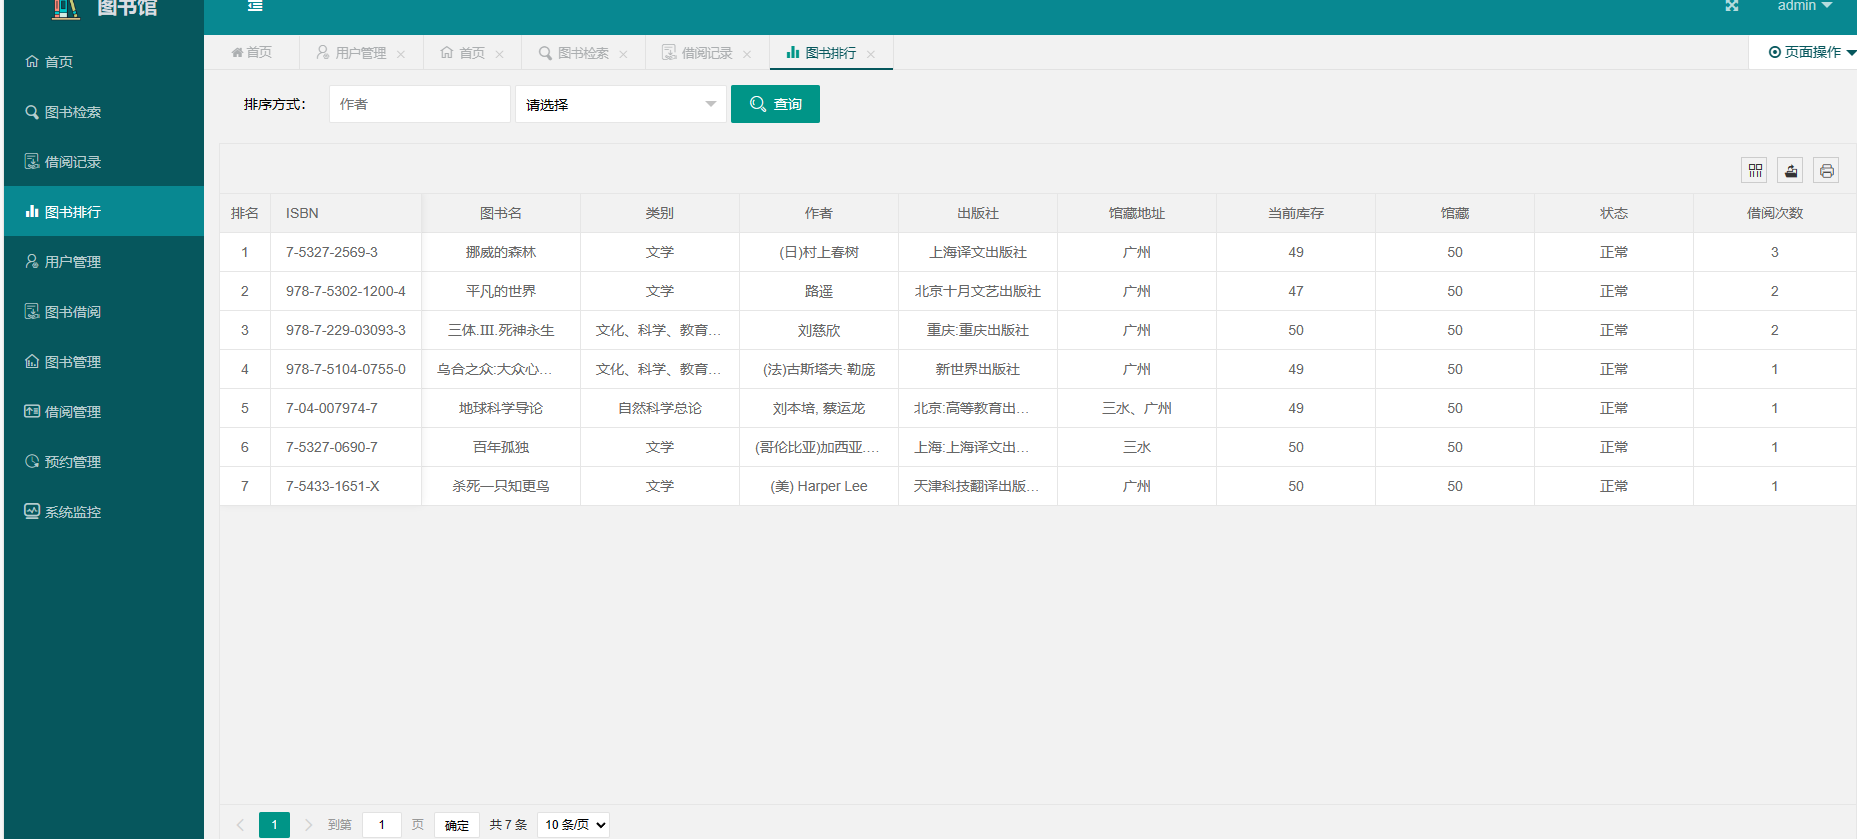 图书馆
admin
首页
图书检索
借阅记录
图书排行
用户管理
图书借阅
图书管理
借阅管理
预约管理
系统监控
首页 用户管理 首页 图书检索 借阅记录 图书排行 页面操作
排序方式： 作者 请选择 查询
排名 ISBN 图书名 类别 作者 出版社 馆藏地址 当前库存 馆藏 状态 借阅次数
1 7-5327-2569-3 挪威的森林 文学 (日)村上春树 上海译文出版社 广州 49 50 正常 3
2 978-7-5302-1200-4 平凡的世界 文学 路遥 北京十月文艺出版社 广州 47 50 正常 2
3 978-7-229-03093-3 三体.Ⅲ.死神永生 文化、科学、教育… 刘慈欣 重庆:重庆出版社 广州 50 50 正常 2
4 978-7-5104-0755-0 乌合之众:大众心… 文化、科学、教育… (法)古斯塔夫·勒庞 新世界出版社 广州 49 50 正常 1
5 7-04-007974-7 地球科学导论 自然科学总论 刘本培, 蔡运龙 北京:高等教育出… 三水、广州 49 50 正常 1
6 7-5327-0690-7 百年孤独 文学 (哥伦比亚)加西亚.… 上海:上海译文出… 三水 50 50 正常 1
7 7-5433-1651-X 杀死一只知更鸟 文学 (美) Harper Lee 天津科技翻译出版… 广州 50 50 正常 1
1 到第 1 页 确定 共 7 条 10 条/页